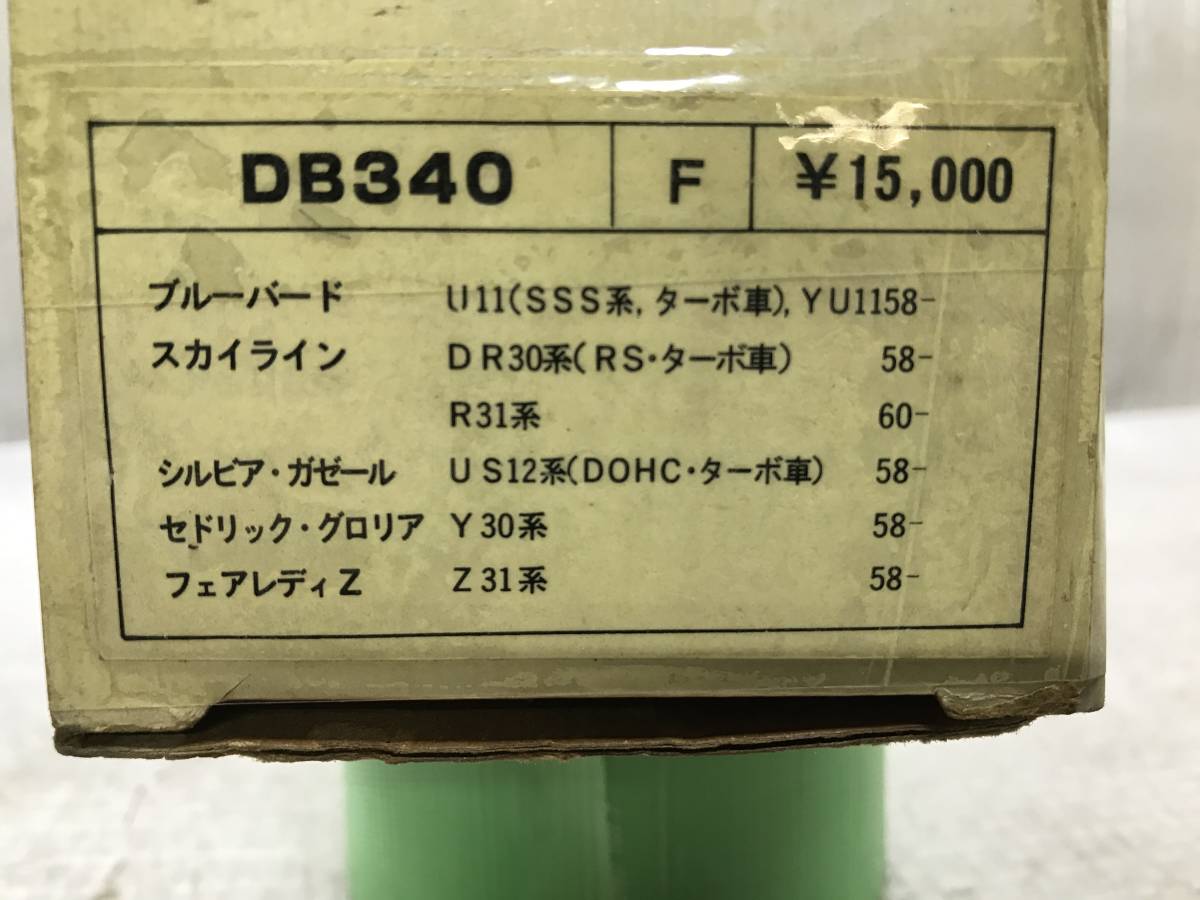 DB340 F ¥15,000
ブルーバード U11(SSS系,ターボ車),YU1158-
スカイライン DR30系(RS・ターボ車) 58-
R31系 60-
シルビア・ガゼール US12系(DOHC・ターボ車) 58-
セドリック・グロリア Y30系 58-
フェアレディZ Z31系 58-